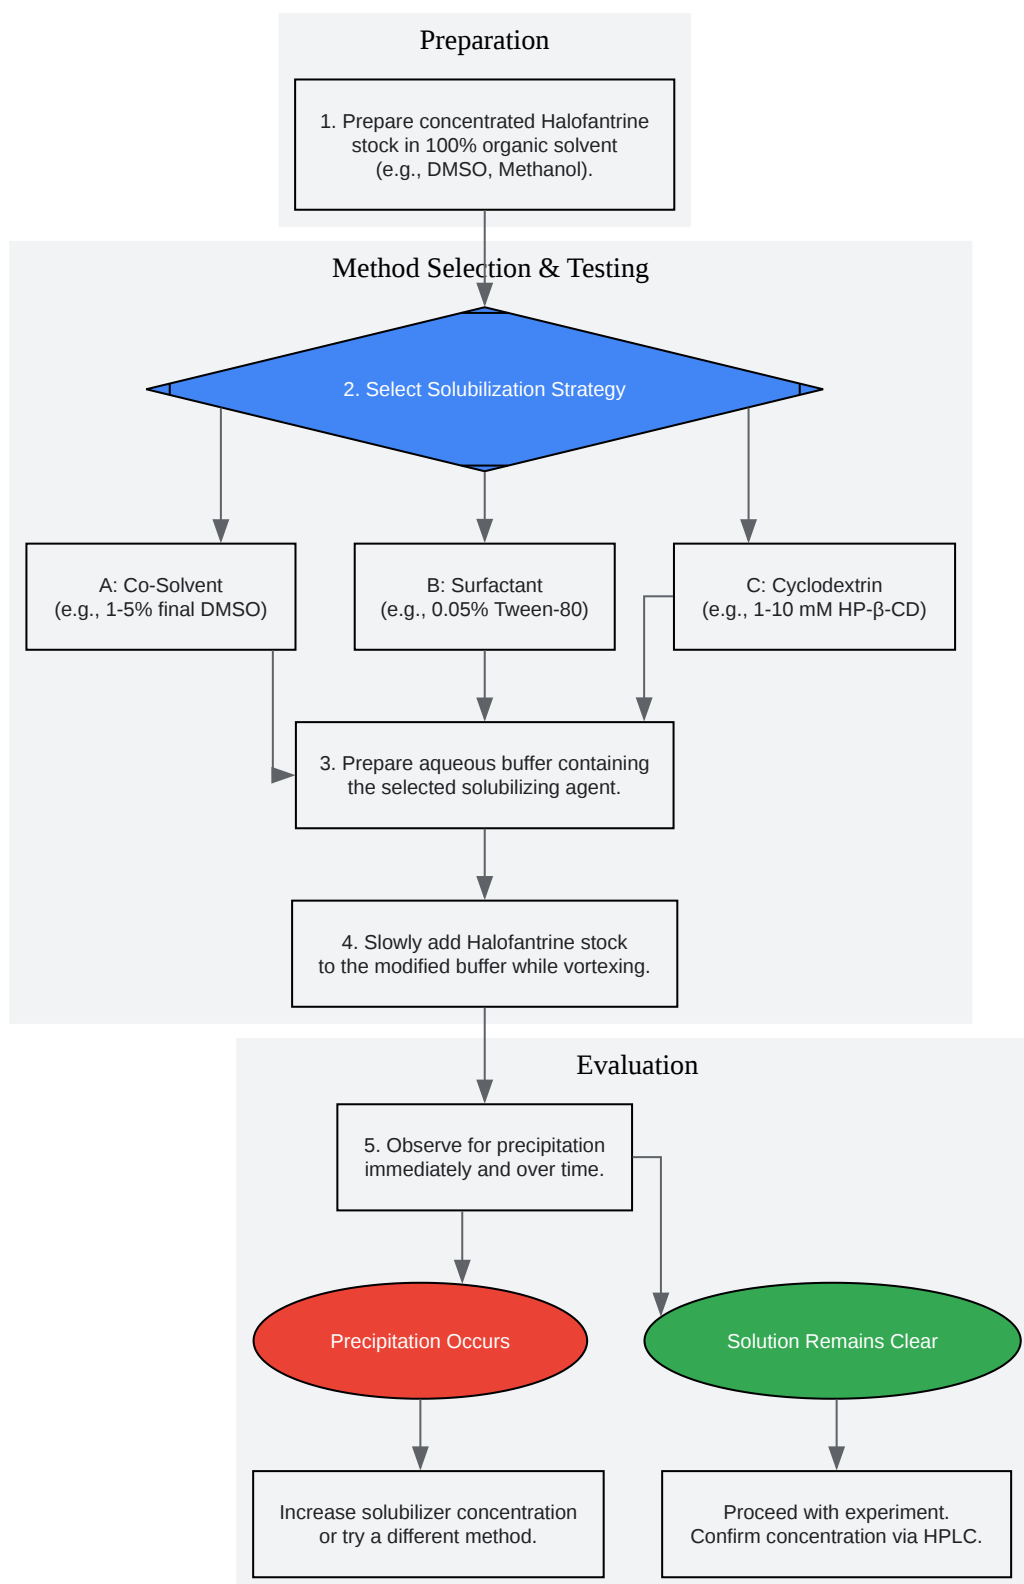 Preparation
1. Prepare concentrated Halofantrine
stock in 100% organic solvent
(e.g., DMSO, Methanol).
Method Selection & Testing
2. Select Solubilization Strategy
A: Co-Solvent
(e.g., 1-5% final DMSO)
B: Surfactant
(e.g., 0.05% Tween-80)
C: Cyclodextrin
(e.g., 1-10 mM HP-β-CD)
3. Prepare aqueous buffer containing
the selected solubilizing agent.
4. Slowly add Halofantrine stock
to the modified buffer while vortexing.
Evaluation
5. Observe for precipitation
immediately and over time.
Precipitation Occurs
Solution Remains Clear
Increase solubilizer concentration
or try a different method.
Proceed with experiment.
Confirm concentration via HPLC.